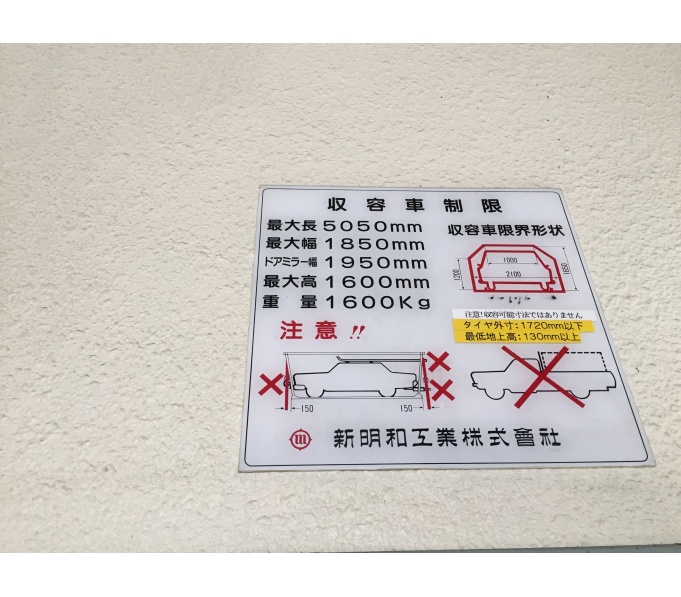 収容車制限
最大長 5050mm
最大幅 1850mm
ドアミラー幅 1950mm
最大高 1600mm
重 量 1600Kg
収容車限界形状
1000
2100
1200
1650
注意!収容可能寸法ではありません
タイヤ外寸:1720mm以下
最低地上高:130mm以上
注意!!
150
150
新明和工業株式會社